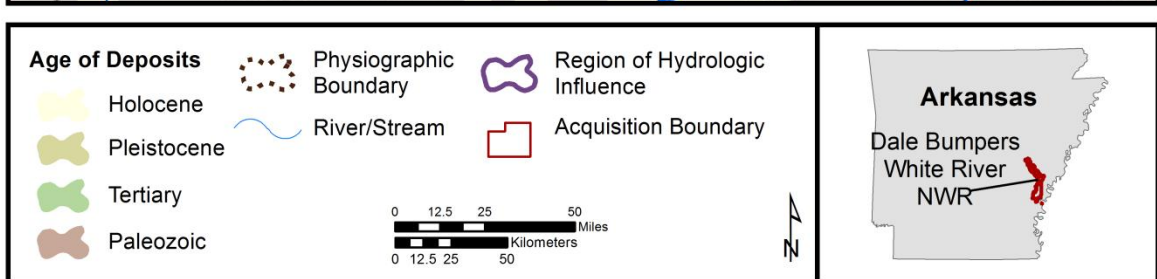 Age of Deposits
Holocene
Pleistocene
Tertiary
Paleozoic
Physiographic
Boundary
River/Stream
Region of Hydrologic
Influence
Acquisition Boundary
0 12.5 25 50
Miles
Kilometers
0 12.5 25 50
N
Arkansas
Dale Bumpers
White River
NWR